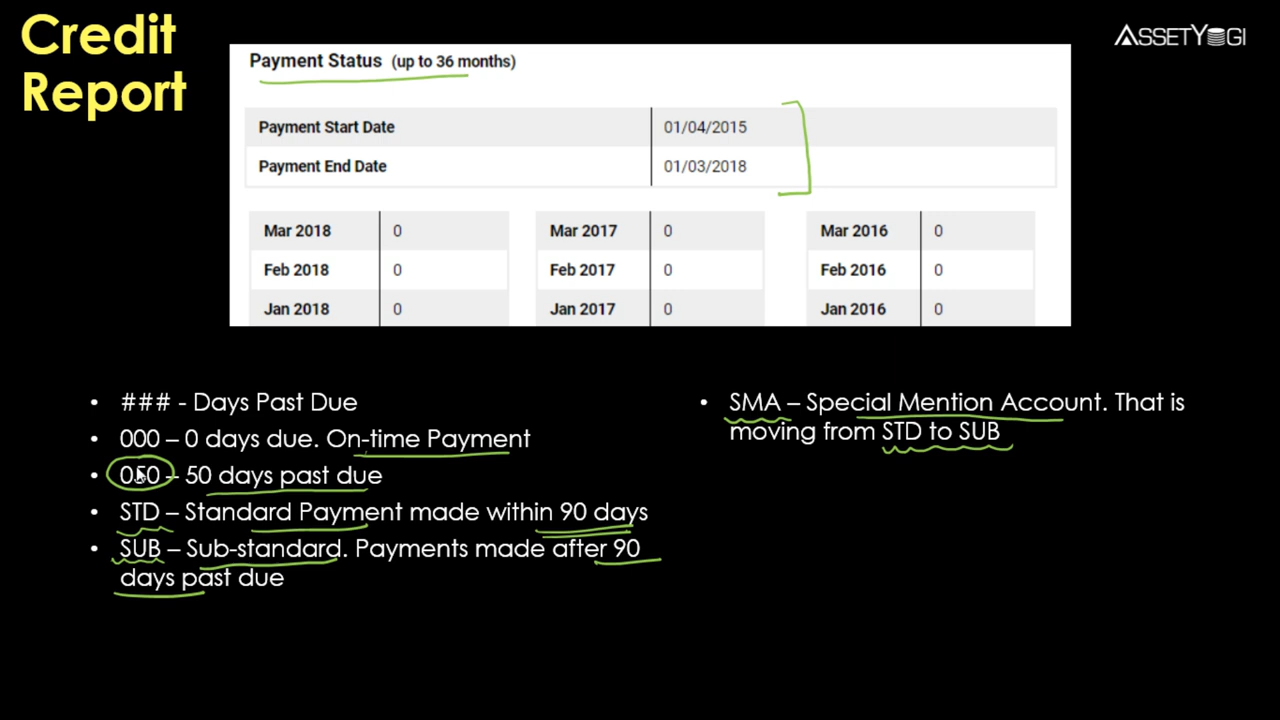 Credit
Report
ASSETYOGI
Payment Status (up to 36 months)
Payment Start Date 01/04/2015
Payment End Date 01/03/2018
Mar 2018 0 Mar 2017 0 Mar 2016 0
Feb 2018 0 Feb 2017 0 Feb 2016 0
Jan 2018 0 Jan 2017 0 Jan 2016 0
• ### - Days Past Due
• 000 – 0 days due. On-time Payment
• 050 – 50 days past due
• STD – Standard Payment made within 90 days
• SUB – Sub-standard. Payments made after 90
days past due
• SMA – Special Mention Account. That is
moving from STD to SUB